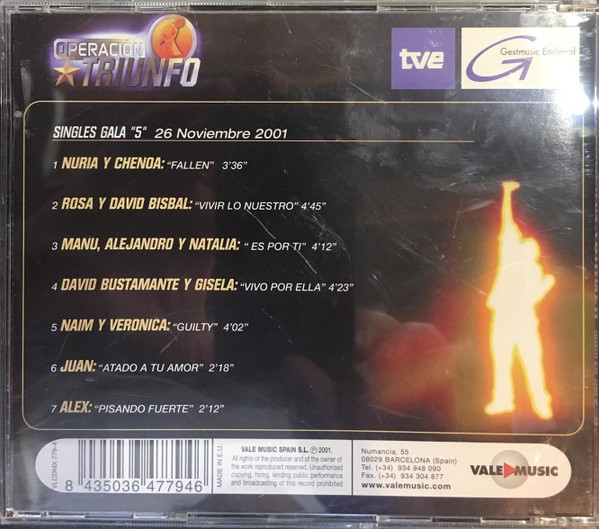 OPERACIÓN
TRIUNFO
tve
Gestmusic Endemol
G
SINGLES GALA "5" 26 Noviembre 2001
1 NURIA Y CHENOA: "FALLEN" 3'36"
2 ROSA Y DAVID BISBAL: "VIVIR LO NUESTRO" 4'45"
3 MANU, ALEJANDRO Y NATALIA: " ES POR TI" 4'12"
4 DAVID BUSTAMANTE Y GISELA: "VIVO POR ELLA" 4'23"
5 NAIM Y VERONICA: "GUILTY" 4'02"
6 JUAN: "ATADO A TU AMOR" 2'18"
7 ALEX: "PISANDO FUERTE" 2'12"
VLCDMX 779-4
8 435036 477946
MADE IN E.U.
VALE MUSIC SPAIN S.L. ℗ 2001.
All rights of the producer and of the owner of
the work reproduced reserved. Unauthorized
copying, hiring, lending public performance
and broadcasting of this record prohibited
Numancia, 55
08029 BARCELONA (Spain)
Tel. (+34) 934 948 090
Fax. (+34) 934 304 877
www.valemusic.com
VALE MUSIC